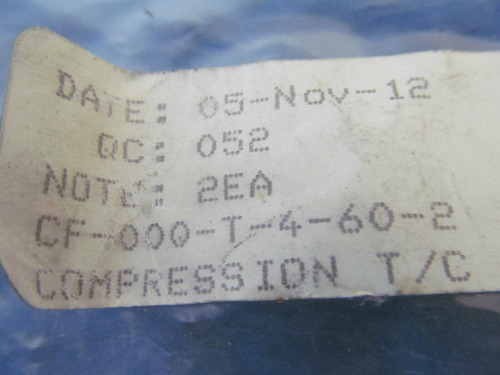 DATE: 05-Nov-12
QC: 052
NOTE: 2EA
CF-000-T-4-60-2
COMPRESSION T/C